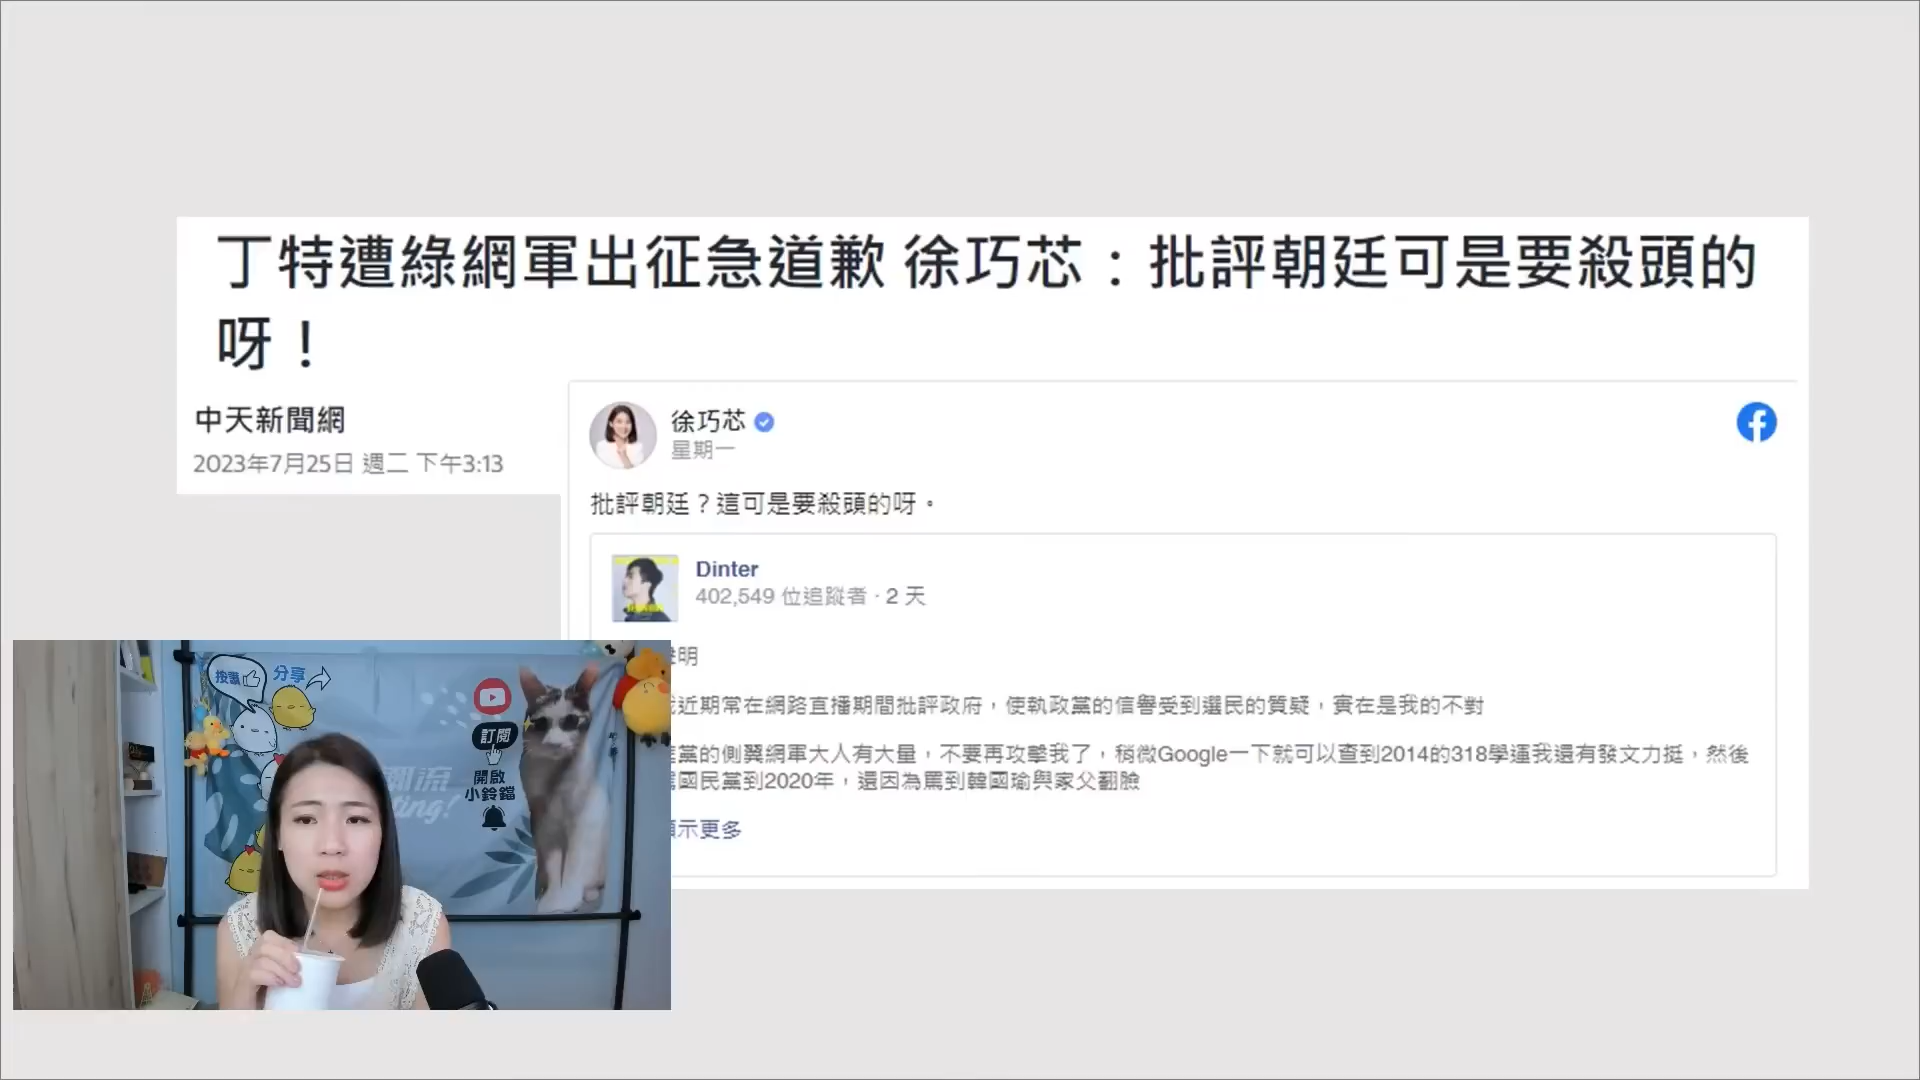 丁特遭綠網軍出征急道歉 徐巧芯：批評朝廷可是要殺頭的
呀！
中天新聞網
2023年7月25日 週二 下午3:13
徐巧芯
星期一
批評朝廷？這可是要殺頭的呀。
Dinter
402,549 位追蹤者 · 2 天
明
近期常在網路直播期間批評政府，使執政黨的信譽受到選民的質疑，實在是我的不對
黨的側翼網軍大人有大量，不要再攻擊我了，稍微Google一下就可以查到2014的318學運我還有發文力挺，然後
國民黨到2020年，還因為罵到韓國瑜與家父翻臉
示更多
按讚
分享
訂閱
開啟
小鈴鐺